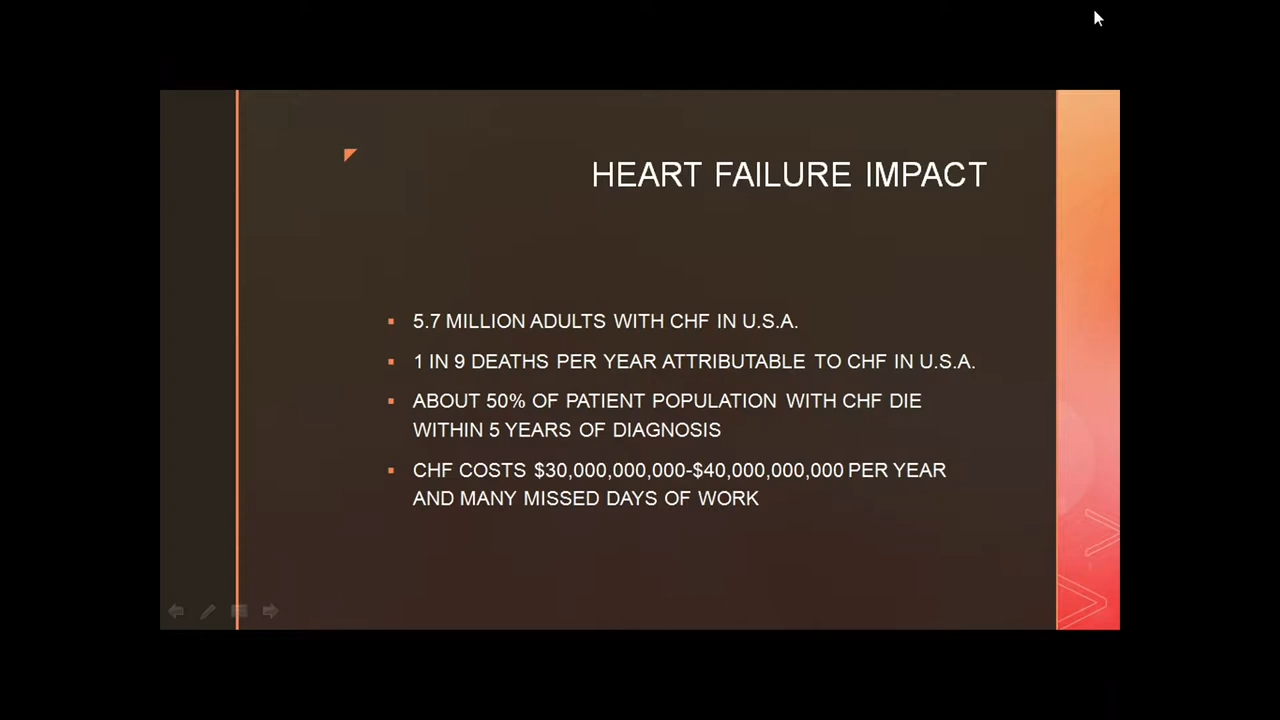 HEART FAILURE IMPACT
▪ 5.7 MILLION ADULTS WITH CHF IN U.S.A.
▪ 1 IN 9 DEATHS PER YEAR ATTRIBUTABLE TO CHF IN U.S.A.
▪ ABOUT 50% OF PATIENT POPULATION WITH CHF DIE
WITHIN 5 YEARS OF DIAGNOSIS
▪ CHF COSTS $30,000,000,000-$40,000,000,000 PER YEAR
AND MANY MISSED DAYS OF WORK